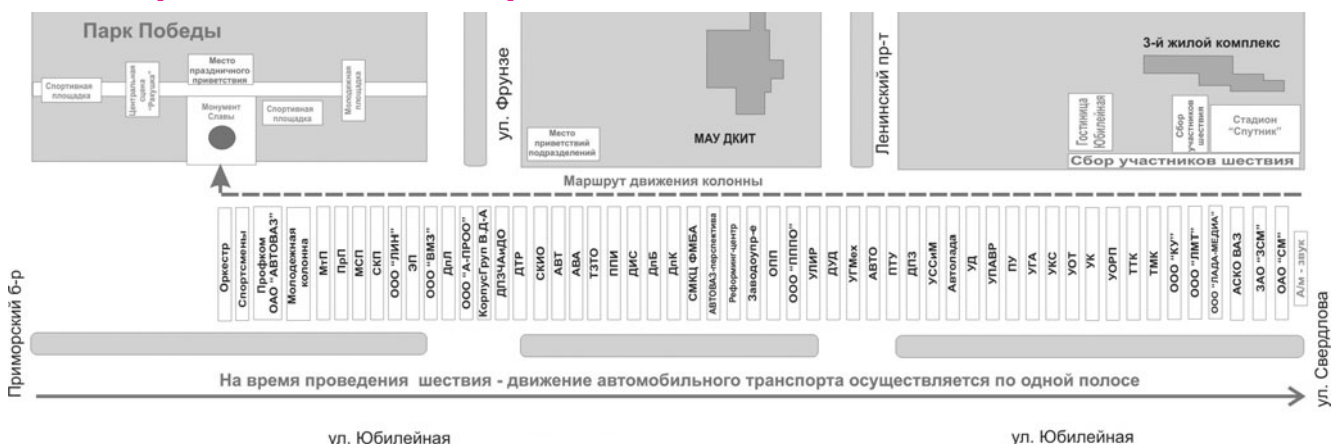 Парк Победы
Спортивная
площадка
Центральная
сцена
"Ракушка"
Место
праздничного
приветствия
Монумент
Славы
Спортивная
площадка
Молодежная
площадка
ул. Фрунзе
Место
приветствий
подразделений
МАУ ДКИТ
Ленинский пр-т
3-й жилой комплекс
Гостиница
Юбилейная
Сбор
участников
шествия
Стадион
"Спутник"
Сбор участников шествия
Маршрут движения колонны
Оркестр
Спортсмены
Профком
ОАО "АВТОВАЗ"
Молодежная
колонна
МтП
ПрП
МСП
СКП
ООО "ЛИН"
ЭП
ООО "ВМЗ"
ДпЛ
ООО "А-ПРОО"
КорпусГруп В.Д-А
ДПЗЧАиДО
ДТР
СКИО
АВТ
АВА
ТЗТО
ППИ
ДИС
ДпБ
ДпК
СМКЦ ФМБА
АВТОВАЗ-перспектива
Реформинг-центр
Заводоупр-е
ОПП
ООО "ПППО"
УЛИР
ДУД
УГМех
АВТО
ПТУ
ДПЗ
УССиМ
Автолада
УД
УПАВР
ПУ
УГА
УКС
УОТ
УК
УОРП
ТТК
ТМК
ООО "КУ"
ООО "ЛМТ"
ООО "ЛАДА-МЕДИА"
АСКО ВАЗ
ЗАО "ЗСМ"
ОАО "СМ"
А/м - звук
Приморский б-р
ул. Свердлова
На время проведения шествия - движение автомобильного транспорта осуществляется по одной полосе
ул. Юбилейная
ул. Юбилейная